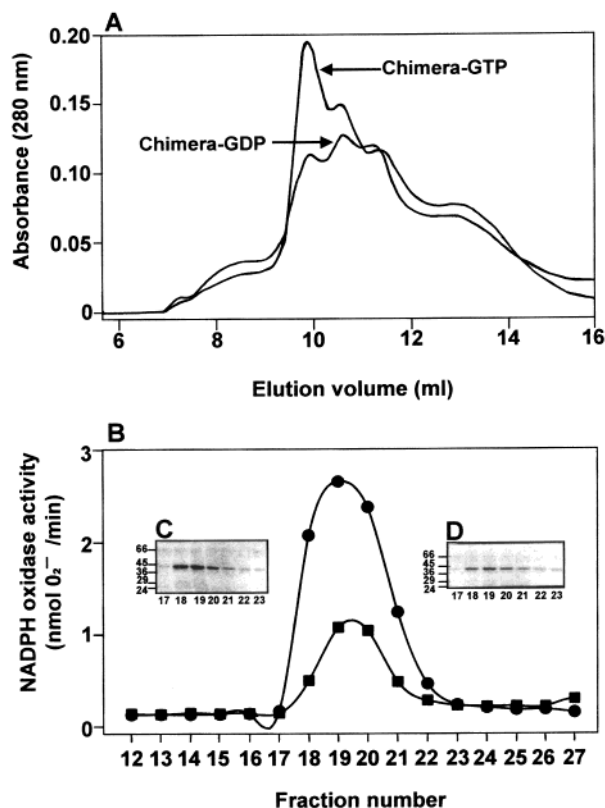 A
Absorbance (280 nm)
0.20
0.15
0.10
0.05
0
Chimera-GTP
Chimera-GDP
6 8 10 12 14 16
Elution volume (ml)
B
NADPH oxidase activity
(nmol O₂⁻ /min)
3
2
1
0
C
66
45
36
29
24
17 18 19 20 21 22 23
D
66
45
36
29
24
17 18 19 20 21 22 23
12 13 14 15 16 17 18 19 20 21 22 23 24 25 26 27
Fraction number